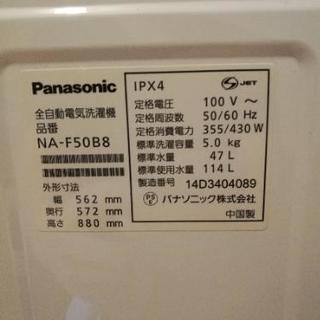 Panasonic
全自動電気洗濯機
品番
NA-F50B8
外形寸法
幅 562 mm
奥行 572 mm
高さ 880 mm
IPX4
S JET
定格電圧 100 V ～
定格周波数 50/60 Hz
定格消費電力 355/430 W
標準洗濯容量 5.0 kg
標準水量 47 L
標準使用水量 114 L
製造番号 14D3404089
PS E パナソニック株式会社
中国製